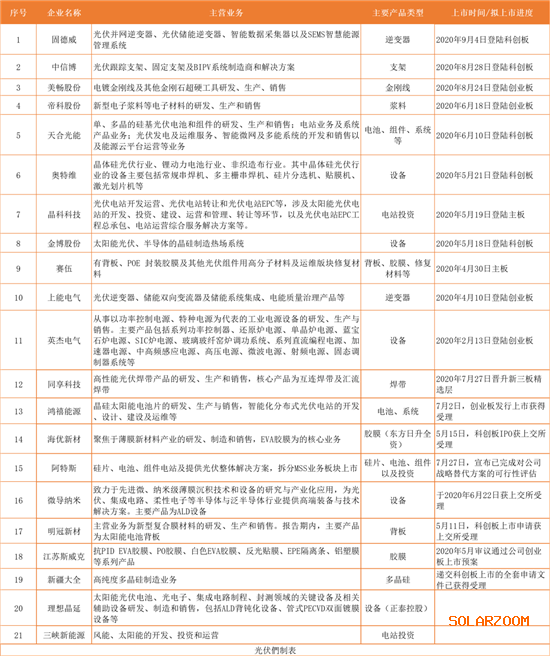 序号 企业名称 主营业务 主要产品类型 上市时间/拟上市进度
1 固德威 光伏并网逆变器、光伏储能逆变器、智能数据采集器以及SEMS智慧能源
管理系统 逆变器 2020年9月4日登陆科创板
2 中信博 光伏跟踪支架、固定支架及BIPV系统制造商和解决方案 支架 2020年8月28日登陆科创板
3 美畅股份 电镀金刚线及其他金刚石超硬工具研发、生产、销售 金刚线 2020年8月24日登陆创业板
4 帝科股份 新型电子浆料等电子材料的研发、生产和销售 浆料 2020年6月18日登陆创业板
5 天合光能 单、多晶的硅基光伏电池和组件的研发、生产和销售；电站业务及系统
产品业务；光伏发电及运维服务、智能微网及多能系统的开发和销售以
及能源云平台运营等业务 电池、组件、系统
等 2020年6月10日登陆科创板
6 奥特维 晶体硅光伏行业、锂动力电池行业、非织造布行业。其中晶体硅光伏行业
的设备主要包括常规串焊机、多主栅串焊机、硅片分选机、贴膜机、
激光划片机等 设备 2020年5月21日登陆科创板
7 晶科科技 光伏电站开发运营、光伏电站转让和光伏电站EPC等，涉及太阳能光伏电
站的开发、投资、建设、运营和管理、转让等环节，以及光伏电站EPC工
程总承包、电站运营综合服务解决方案等。 电站投资 2020年5月19日登陆主板
8 金博股份 太阳能光伏、半导体的晶硅制造热场系统 设备 2020年5月18日登陆科创板
9 赛伍 有背板、POE 封装胶膜及其他光伏组件用高分子材料及运维版块修复材
料 背板、胶膜、修复
材料等 2020年4月30日主板
10 上能电气 光伏逆变器、储能双向变流器及储能系统集成、电能质量治理产品等 逆变器 2020年4月10日登陆创业板
11 英杰电气 从事以功率控制电源、特种电源为代表的工业电源设备的研发、生产与
销售。主要产品包括系列功率控制器、还原炉电源、单晶炉电源、蓝宝
石炉电源、SIC炉电源、玻璃玻纤窑炉调功系统、系列直流编程电源、加
速器电源、中高频感应电源、高压电源、微波电源、射频电源、固态调
制器系统等 设备 2020年2月13日登陆创业板
12 同享科技 高性能光伏焊带产品的研发、生产和销售，核心产品为互连焊带及汇流
焊带 焊带 2020年7月27日晋升新三板精
选层
13 鸿禧能源 晶硅太阳能电池片的研发、生产与销售，智能化分布式光伏电站的开发
、设计、建设及运维等 电池、系统 7月2日，创业板发行上市获得
受理
14 海优新材 聚焦于薄膜新材料产业的研发、制造和销售，EVA胶膜为的核心业务 胶膜（东方日升全
资） 5月15日，科创板IPO获上交所
受理
15 阿特斯 硅片、电池、组件电站及提供光伏整体解决方案，拆分MSS业务板块上市 硅片、电池、组件
以及投资 7月27日，宣布已完成对公司
战略替代方案的可行性评估
16 微导纳米 致力于先进微、纳米级薄膜沉积技术和设备的研究与产业化应用，为光
伏、集成电路、柔性电子等半导体与泛半导体行业提供高端装备与技术
解决方案。主要产品为ALD设备 设备 于2020年6月22日获上交所受
理
17 明冠新材 主营业务为新型复合膜材料的研发、生产和销售。报告期内，主要产品
为太阳能电池背板 背板 5月11日，科创板上市申请获
上交所受理
18 江苏斯威克 抗PID EVA胶膜、PO胶膜、白色EVA胶膜、反光贴膜、EPE隔离条、铝塑膜
等系列产品 胶膜 2020年5月审议通过公司创业
板上市预案
19 新疆大全 高纯度多晶硅制造业务 多晶硅 递交科创板上市的全套申请文
件已获得受理
20 理想晶延 太阳能光伏电池、光电子、集成电路制程、封测领域的关键设备及相关
辅助设备研发、制造和销售，包括ALD背钝化设备、管式PECVD双面镀膜
设备等 设备（正泰控股）
21 三峡新能源 风能、太阳能的开发、投资和运营 电站投资
SOLARZOOM
光伏們制表